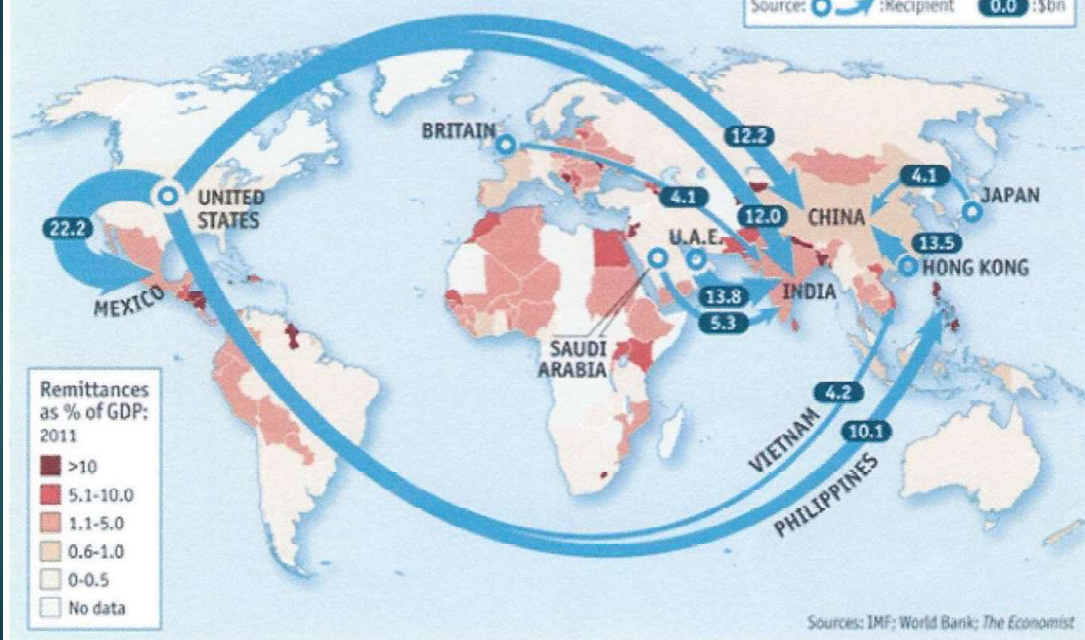 Source: :Recipient 0.0 :$bn
BRITAIN
12.2
UNITED
STATES
4.1
4.1
JAPAN
22.2
12.0
CHINA
U.A.E.
13.5
HONG KONG
MEXICO
13.8
INDIA
5.3
SAUDI
ARABIA
Remittances
as % of GDP:
2011
>10
5.1-10.0
1.1-5.0
0.6-1.0
0-0.5
No data
4.2
VIETNAM
10.1
PHILIPPINES
Sources: IMF; World Bank; The Economist